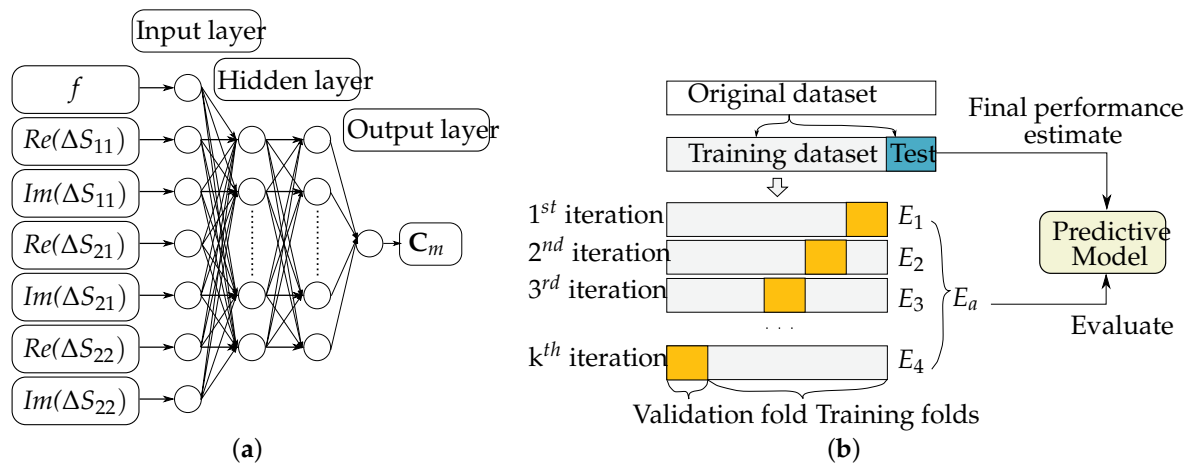 Input layer
Hidden layer
Output layer
f
Re(ΔS11)
Im(ΔS11)
Re(ΔS21)
Im(ΔS21)
Re(ΔS22)
Im(ΔS22)
Cm
(a)
Original dataset
Training dataset
Test
Final performance
estimate
1st iteration
E1
2nd iteration
E2
3rd iteration
E3
. . .
kth iteration
E4
Ea
Predictive
Model
Evaluate
Validation fold Training folds
(b)